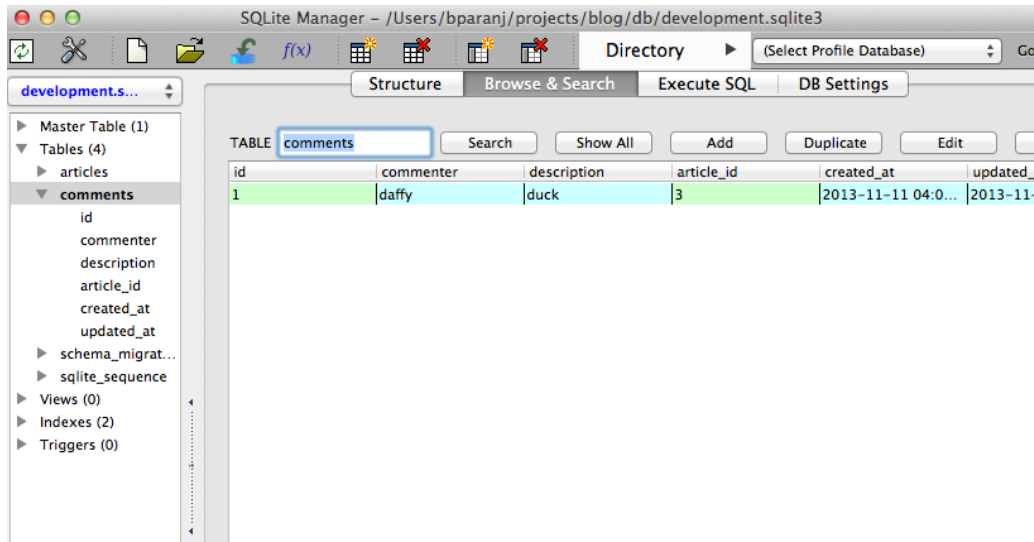 SQLite Manager – /Users/bparanj/projects/blog/db/development.sqlite3
f(x) Directory (Select Profile Database) Go
development.s...
Structure Browse & Search Execute SQL DB Settings
Master Table (1)
Tables (4)
articles
comments
id
commenter
description
article_id
created_at
updated_at
schema_migrat...
sqlite_sequence
Views (0)
Indexes (2)
Triggers (0)
TABLE comments Search Show All Add Duplicate Edit
id commenter description article_id created_at updated_
1 daffy duck 3 2013-11-11 04:0... 2013-11-